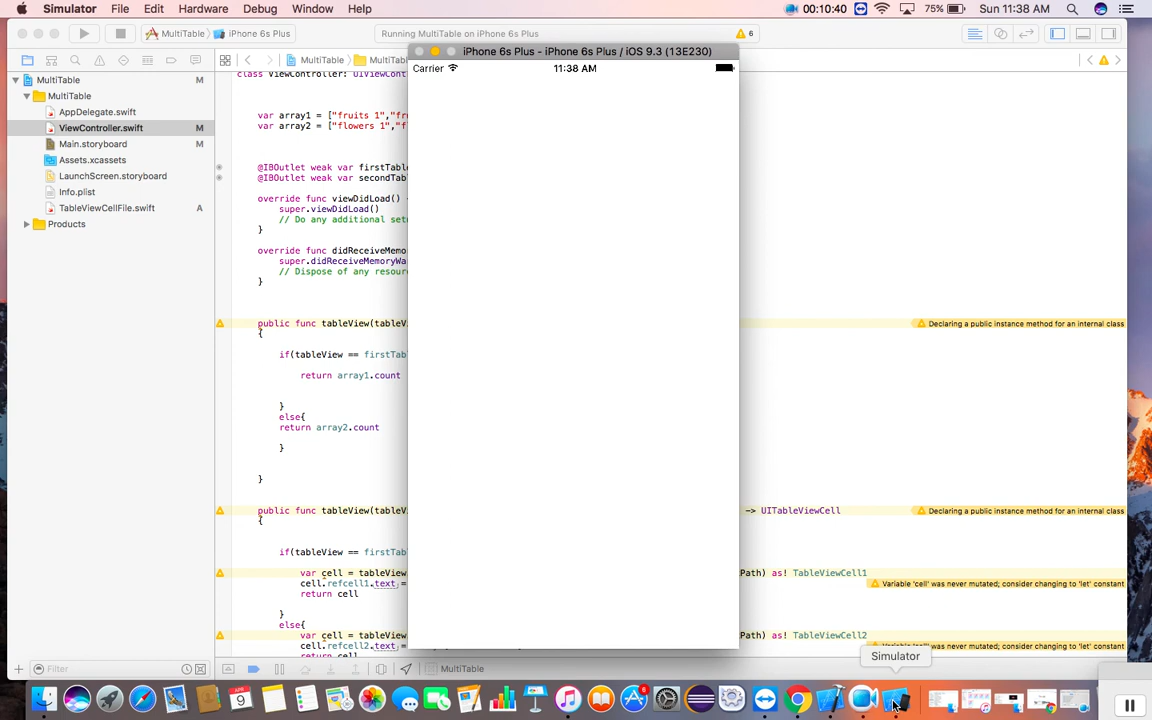 Simulator File Edit Hardware Debug Window Help
00:10:40 75% Sun 11:38 AM
MultiTable iPhone 6s Plus
Running MultiTable on iPhone 6s Plus
6
iPhone 6s Plus - iPhone 6s Plus / iOS 9.3 (13E230)
Carrier 11:38 AM
MultiTable M
MultiTable
AppDelegate.swift
ViewController.swift M
Main.storyboard M
Assets.xcassets
LaunchScreen.storyboard
Info.plist
TableViewCellFile.swift A
Products
MultiTable
class ViewController:
var array1 = ["fruits 1",
var array2 = ["flowers 1",
@IBOutlet weak var firstTabl
@IBOutlet weak var secondTab
override func viewDidLoad()
super.viewDidLoad()
// Do any additional set
}
override func didReceiveMemo
super.didReceiveMemoryWa
// Dispose of any resour
}
public func tableView(tableV
Declaring a public instance method for an internal class
{
if(tableView == firstTab
return array1.count
}
else{
return array2.count
}
}
public func tableView(tableV -> UITableViewCell
Declaring a public instance method for an internal class
{
if(tableView == firstTab
var cell = tableView Path) as! TableViewCell1
cell.refcell1.text =
Variable 'cell' was never mutated; consider changing to 'let' constant
return cell
}
else{
var cell = tableView Path) as! TableViewCell2
cell.refcell2.text =
return cell
Filter
MultiTable
Simulator
APR
9